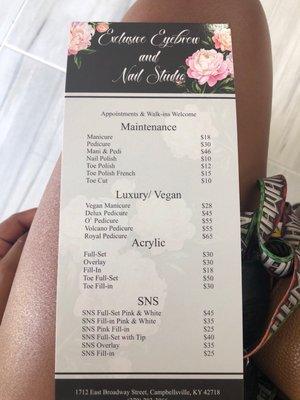 Exclusive Eyebrow
and
Nail Studio
Appointments & Walk-ins Welcome
Maintenance
Manicure $18
Pedicure $30
Mani & Pedi $46
Nail Polish $10
Toe Polish $12
Toe Polish French $15
Toe Cut $10
Luxury/ Vegan
Vegan Manicure $28
Delux Pedicure $45
O' Pedicure $55
Volcano Pedicure $55
Royal Pedicure $65
Acrylic
Full-Set $30
Overlay $30
Fill-In $18
Toe Full-Set $50
Toe Fill-in $30
SNS
SNS Full-Set Pink & White $45
SNS Fill-in Pink & White $35
SNS Pink Fill-in $25
SNS Full-Set with Tip $40
SNS Overlay $35
SNS Fill-in $25
1712 East Broadway Street, Campbellsville, KY 42718